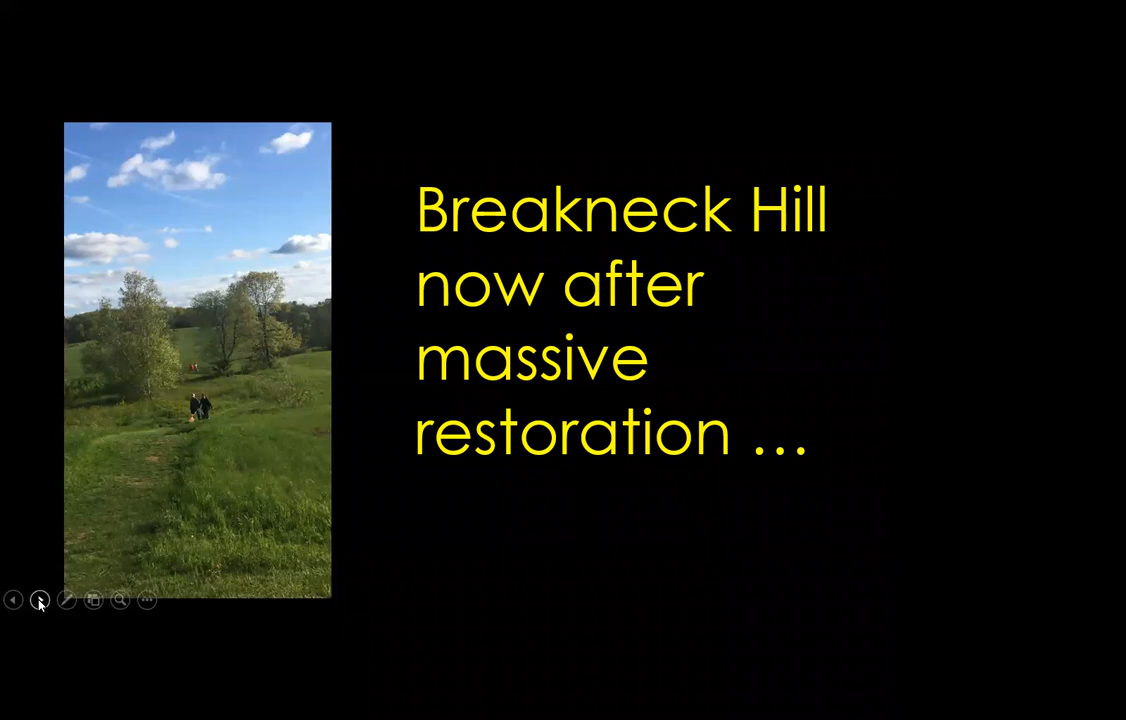 Breakneck Hill
now after
massive
restoration …